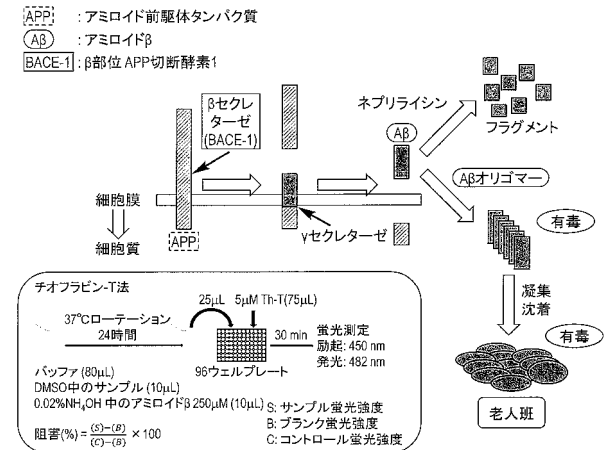 APP : アミロイド前駆体タンパク質
Aβ : アミロイドβ
BACE-1 : β部位 APP切断酵素1
βセクレ
ターゼ
(BACE-1)
ネプリライシン
フラグメント
Aβ
Aβオリゴマー
細胞膜
細胞質
APP
γセクレターゼ
有毒
凝集
沈着
有毒
老人班
チオフラビン-T法
25μL 5μM Th-T(75μL)
37°Cローテーション
24時間
30 min
蛍光測定
励起: 450 nm
発光: 482 nm
96ウェルプレート
バッファ (80μL)
DMSO中のサンプル (10μL)
0.02%NH4OH 中のアミロイドβ 250μM (10μL)
S: サンプル蛍光強度
B: ブランク蛍光強度
C: コントロール蛍光強度
阻害(%) = (S)−(B) / (C)−(B) × 100